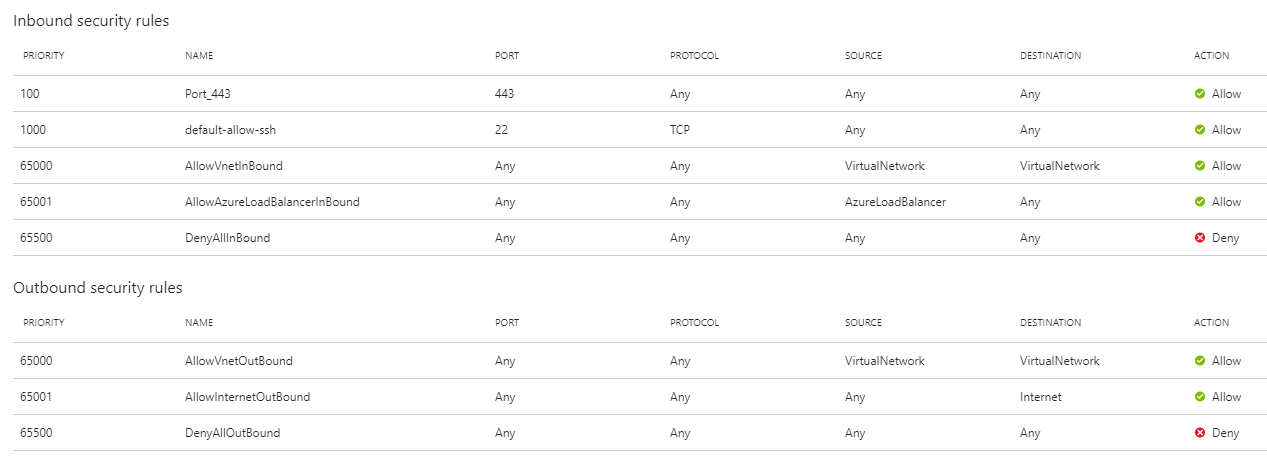 Inbound security rules
PRIORITY NAME PORT PROTOCOL SOURCE DESTINATION ACTION
100 Port_443 443 Any Any Any Allow
1000 default-allow-ssh 22 TCP Any Any Allow
65000 AllowVnetInBound Any Any VirtualNetwork VirtualNetwork Allow
65001 AllowAzureLoadBalancerInBound Any Any AzureLoadBalancer Any Allow
65500 DenyAllInBound Any Any Any Any Deny
Outbound security rules
PRIORITY NAME PORT PROTOCOL SOURCE DESTINATION ACTION
65000 AllowVnetOutBound Any Any VirtualNetwork VirtualNetwork Allow
65001 AllowInternetOutBound Any Any Any Internet Allow
65500 DenyAllOutBound Any Any Any Any Deny